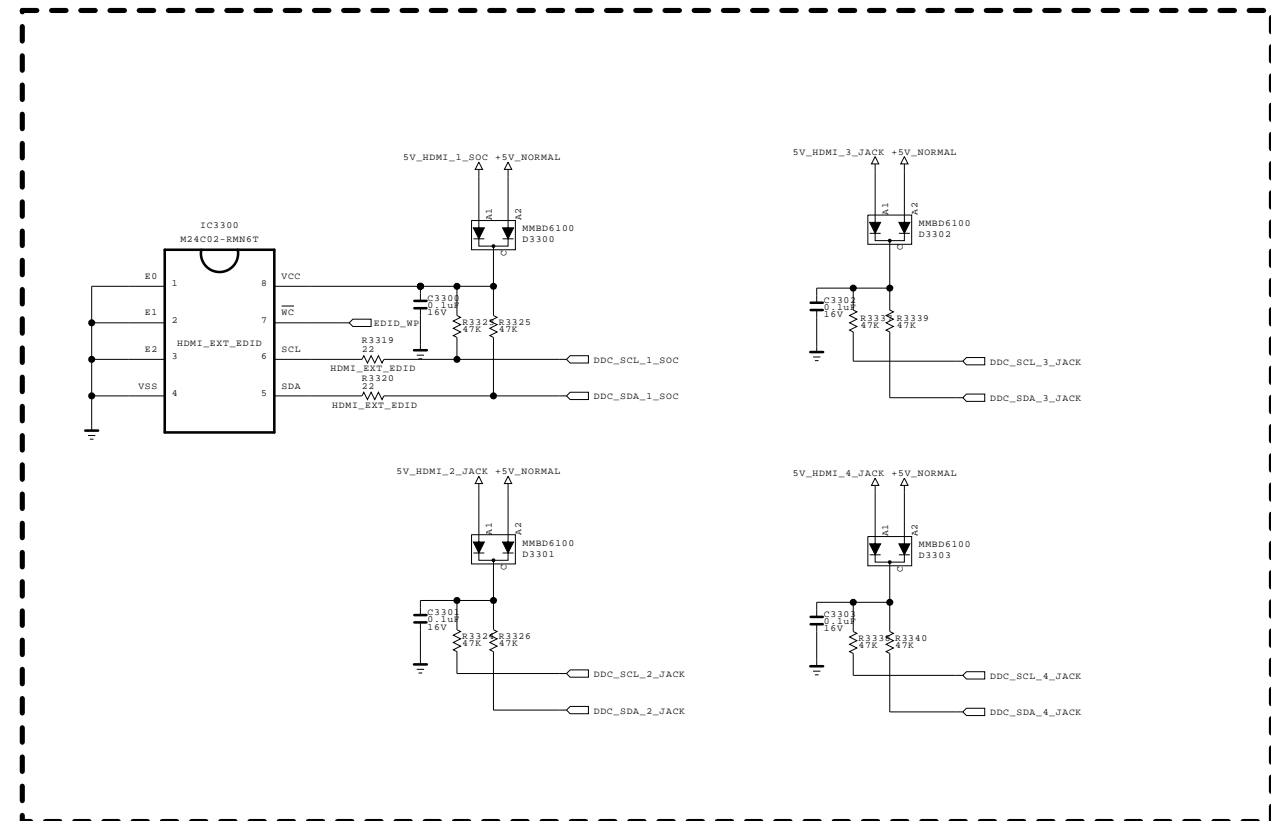 5V_HDMI_1_SOC +5V_NORMAL
A1
A2
MMBD6100
D3300
C
IC3300
M24C02-RMN6T
E0
1
8
VCC
E1
2
7
WC
EDID_WP
HDMI_EXT_EDID
E2
3
6
SCL
VSS
4
5
SDA
C3300
0.1uF
16V
R3325
47K
47K
R3319
22
HDMI_EXT_EDID
R3320
22
HDMI_EXT_EDID
DDC_SCL_1_SOC
DDC_SDA_1_SOC
5V_HDMI_3_JACK +5V_NORMAL
A1
A2
MMBD6100
D3302
C
C3302
0.1uF
16V
R3339
47K
47K
DDC_SCL_3_JACK
DDC_SDA_3_JACK
5V_HDMI_2_JACK +5V_NORMAL
A1
A2
MMBD6100
D3301
C
C3301
0.1uF
16V
R3326
47K
47K
DDC_SCL_2_JACK
DDC_SDA_2_JACK
5V_HDMI_4_JACK +5V_NORMAL
A1
A2
MMBD6100
D3303
C
C3303
0.1uF
16V
R3340
47K
47K
DDC_SCL_4_JACK
DDC_SDA_4_JACK